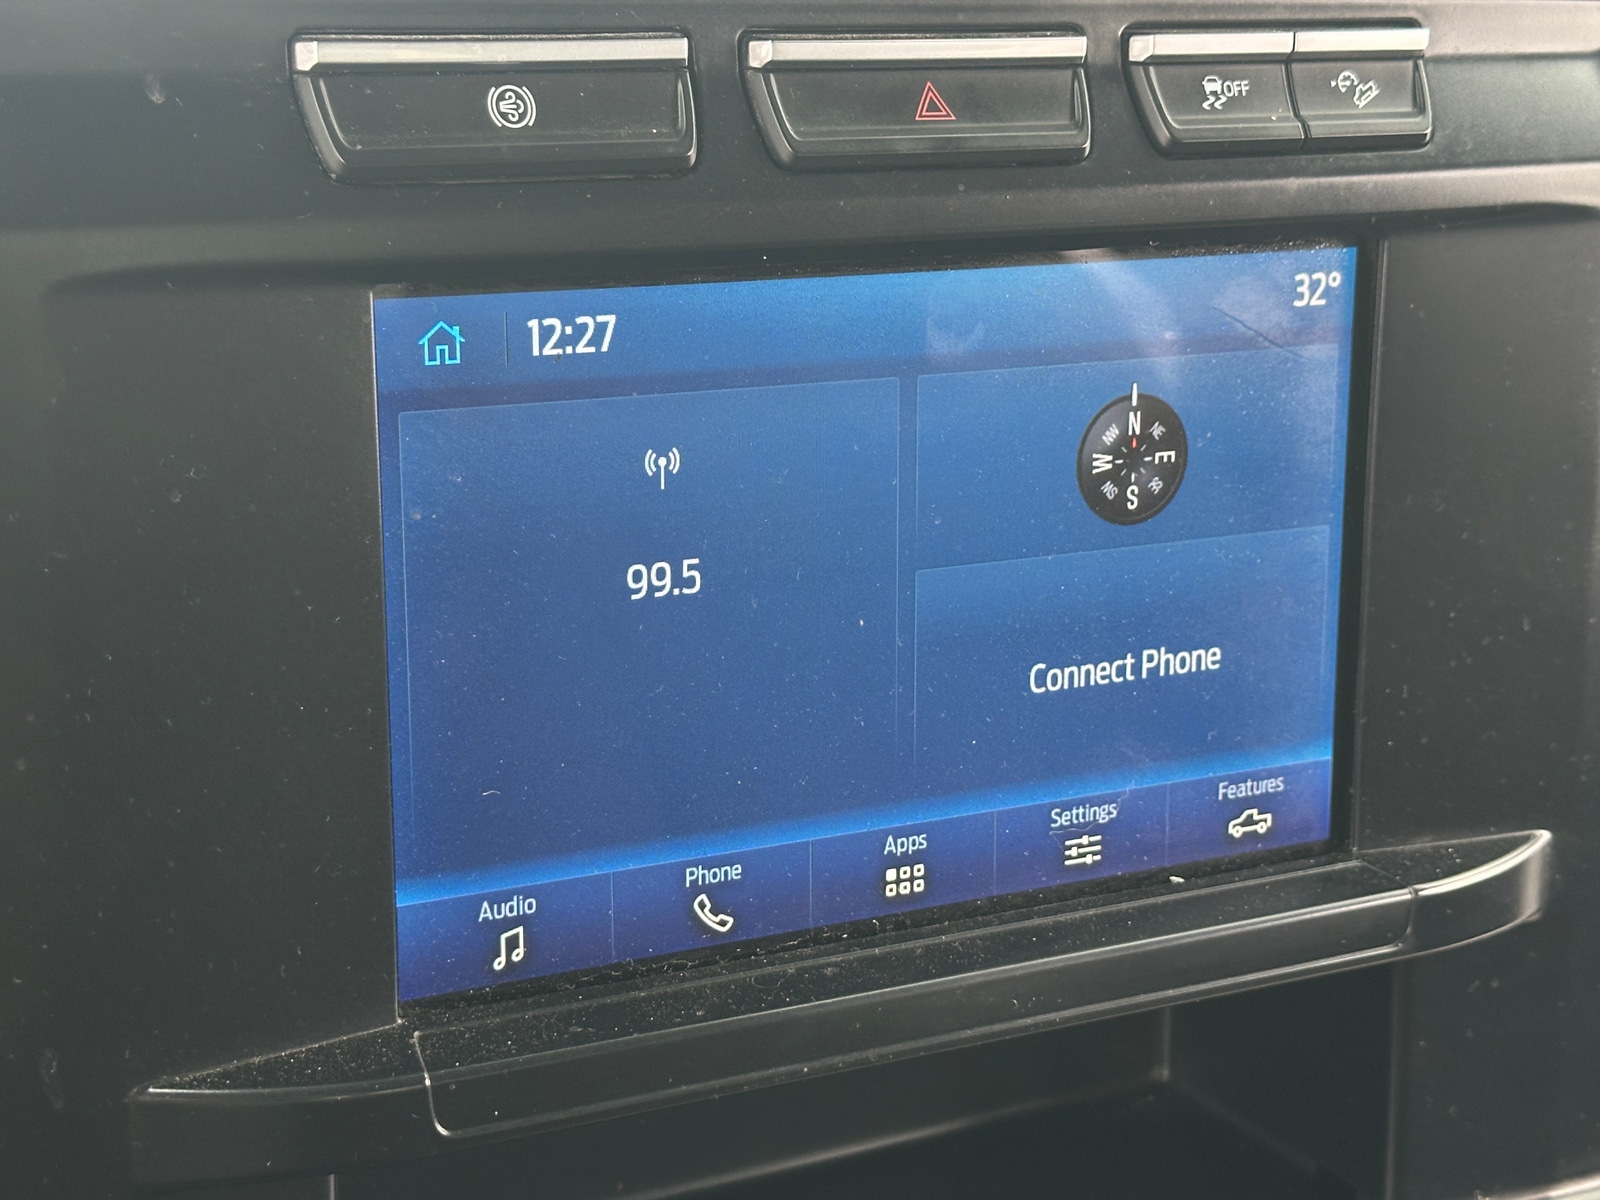 OFF
32°
12:27
N
NW
NE
W
E
SW
SE
S
99.5
Connect Phone
Audio
Phone
Apps
Settings
Features